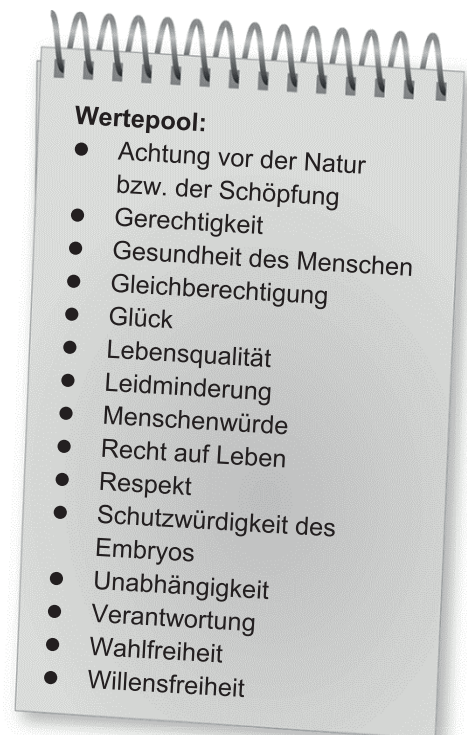 Wertepool:
● Achtung vor der Natur
bzw. der Schöpfung
● Gerechtigkeit
● Gesundheit des Menschen
● Gleichberechtigung
● Glück
● Lebensqualität
● Leidminderung
● Menschenwürde
● Recht auf Leben
● Respekt
● Schutzwürdigkeit des
Embryos
● Unabhängigkeit
● Verantwortung
● Wahlfreiheit
● Willensfreiheit